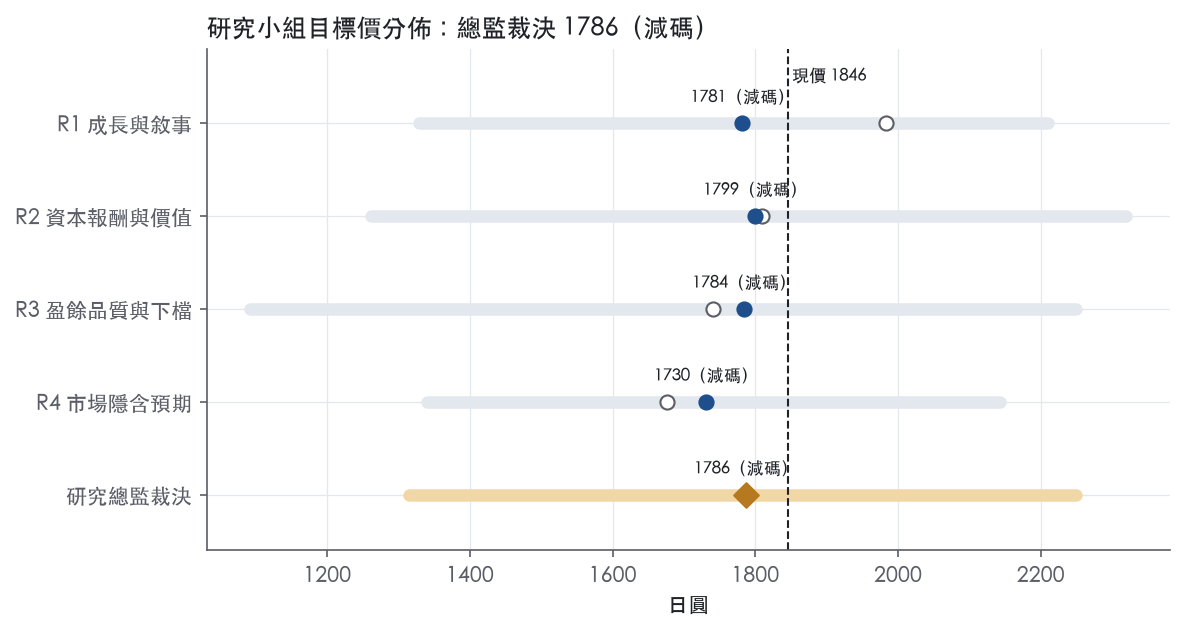 研究小組目標價分佈：總監裁決 1786（減碼）
現價 1846
1781（減碼）
R1 成長與敘事
1799（減碼）
R2 資本報酬與價值
1784（減碼）
R3 盈餘品質與下檔
1730（減碼）
R4 市場隱含預期
1786（減碼）
研究總監裁決
1200 1400 1600 1800 2000 2200
日圓